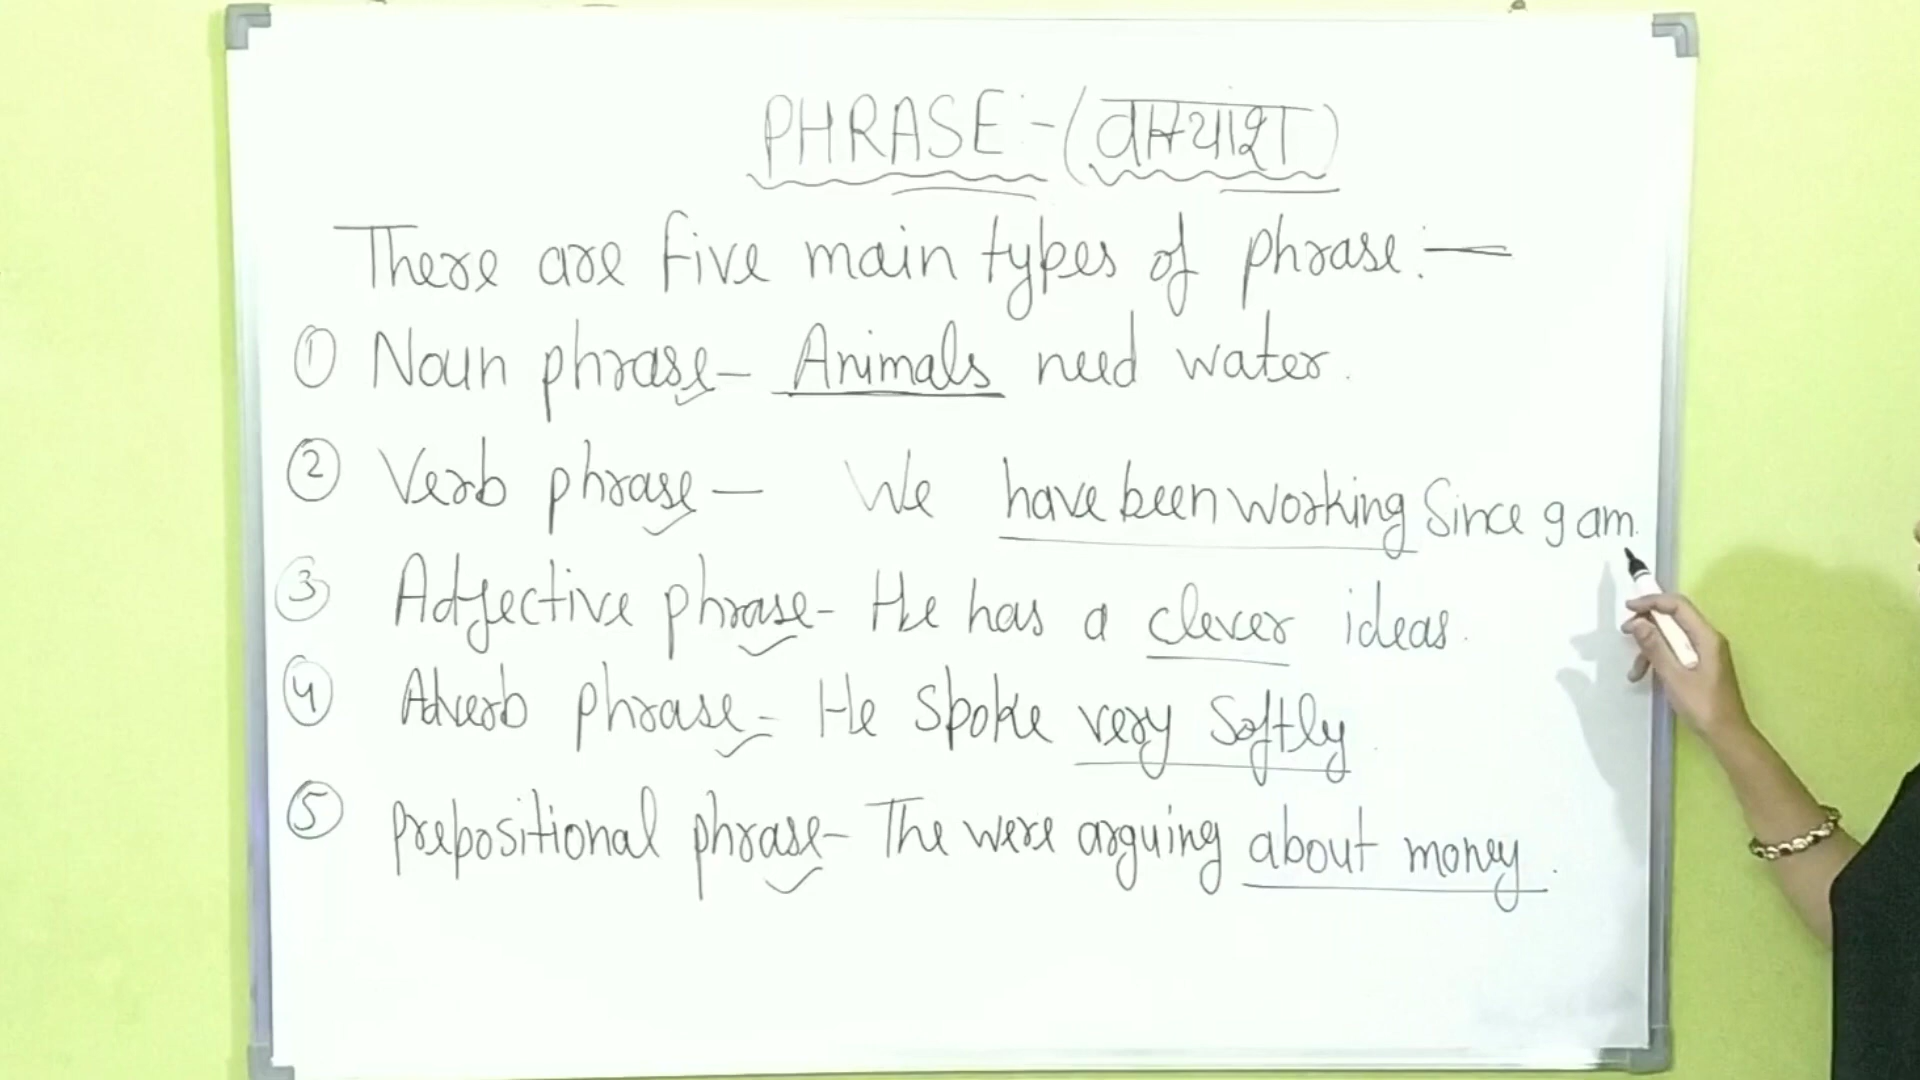 PHRASE :- (वाक्यांश)
There are five main types of phrase :—
① Noun phrase — Animals need water.
② Verb phrase — We have been working Since 9 am.
③ Adjective phrase - He has a clever ideas.
④ Adverb phrase - He spoke very Softly.
⑤ prepositional phrase - The were arguing about money.